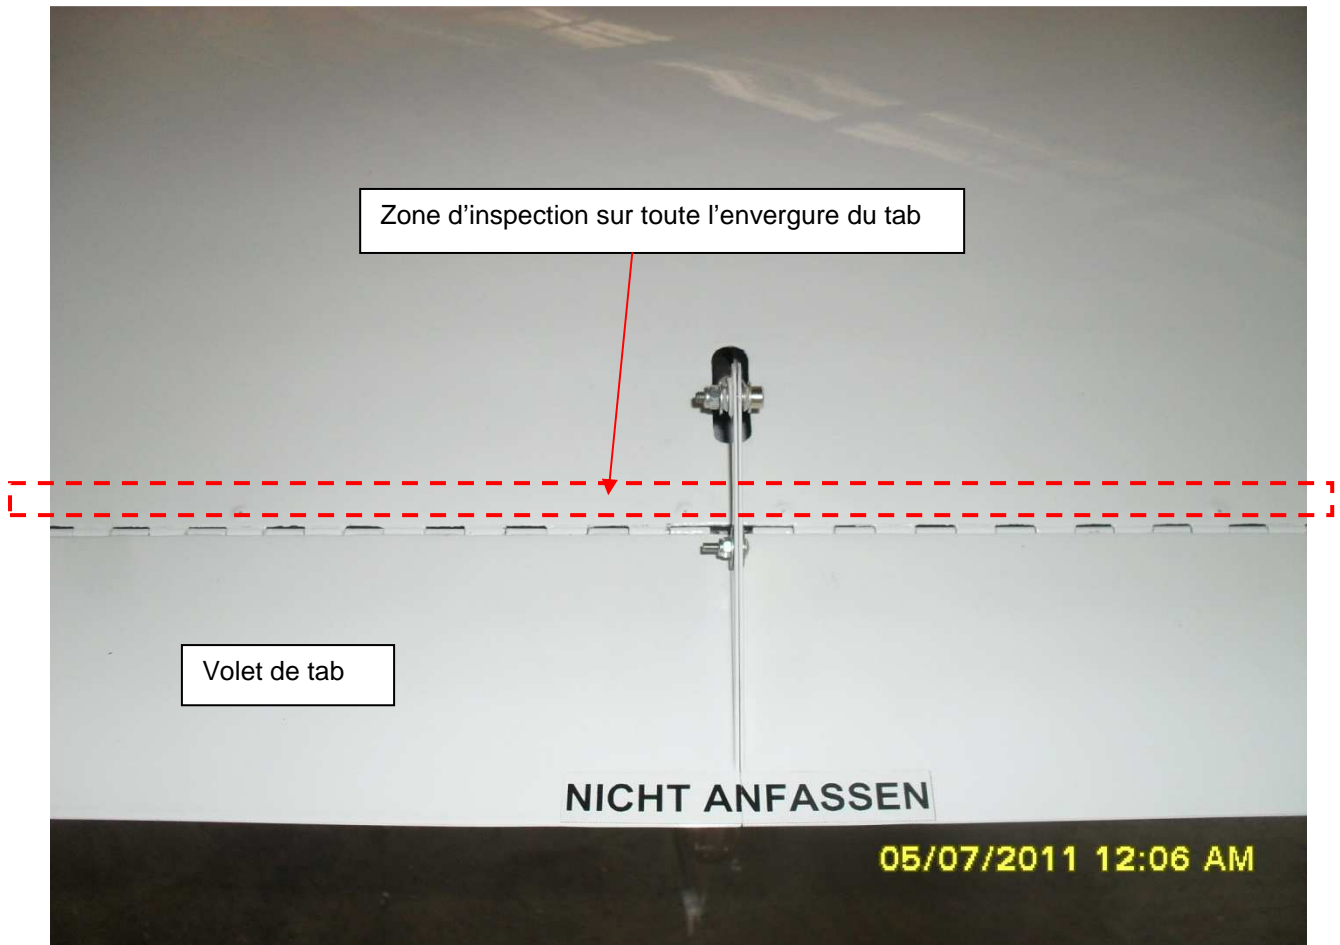 Zone d’inspection sur toute l’envergure du tab
Volet de tab
NICHT ANFASSEN
05/07/2011 12:06 AM